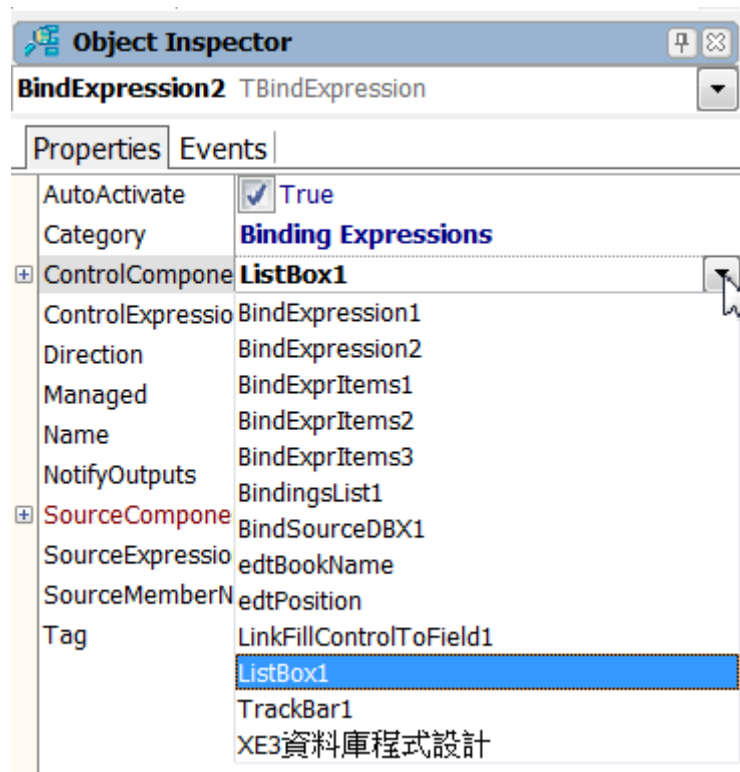 Object Inspector
BindExpression2 TBindExpression
Properties Events
AutoActivate True
Category Binding Expressions
ControlCompone ListBox1
ControlExpressio BindExpression1
Direction BindExpression2
Managed BindExprItems1
Name BindExprItems2
NotifyOutputs BindExprItems3
BindingsList1
SourceCompone BindSourceDBX1
SourceExpressio edtBookName
SourceMemberN edtPosition
Tag LinkFillControlToField1
ListBox1
TrackBar1
XE3資料庫程式設計